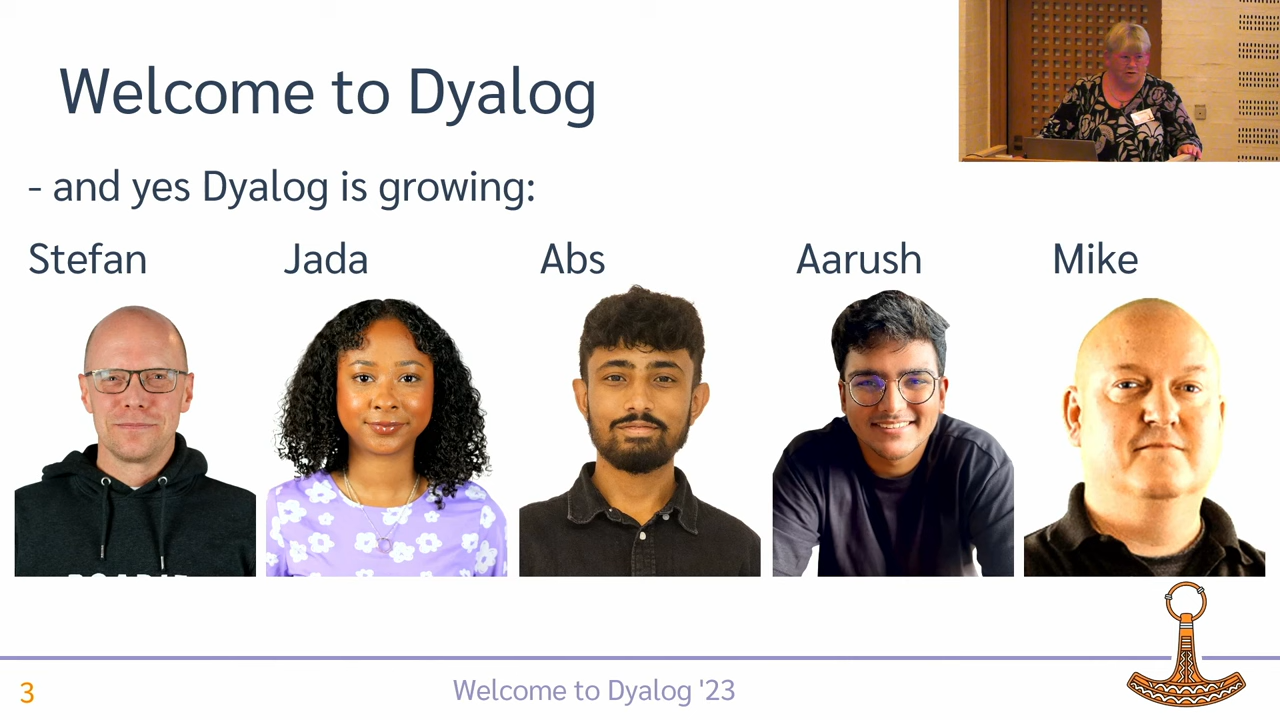 Welcome to Dyalog
- and yes Dyalog is growing:
Stefan Jada Abs Aarush Mike
3
Welcome to Dyalog '23